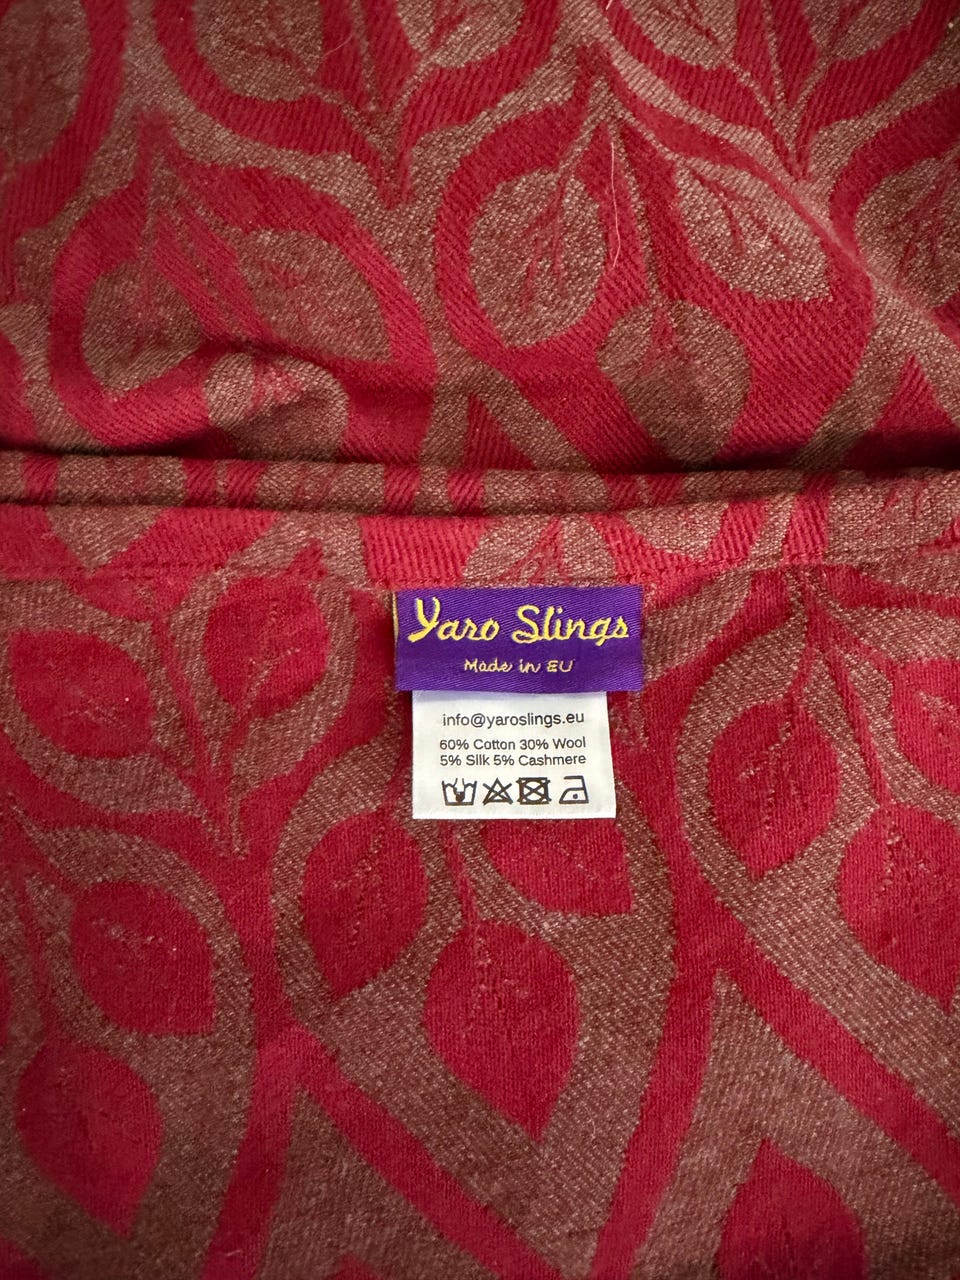 Yaro Slings
Made in EU
info@yaroslings.eu
60% Cotton 30% Wool
5% Silk 5% Cashmere